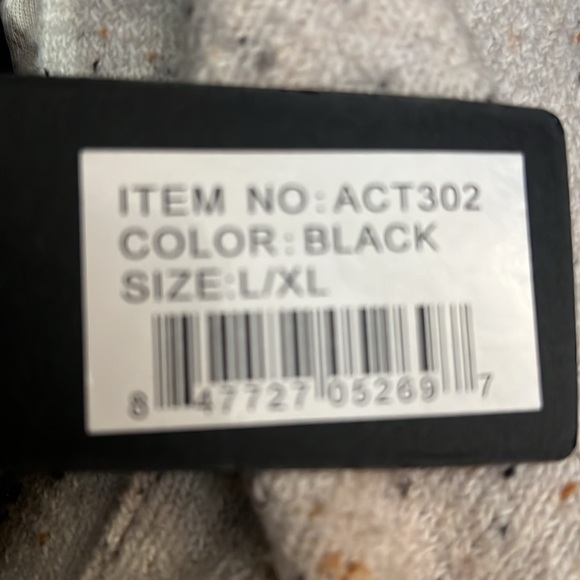 ITEM NO:ACT302
COLOR:BLACK
SIZE:L/XL
8 47727 05269 7